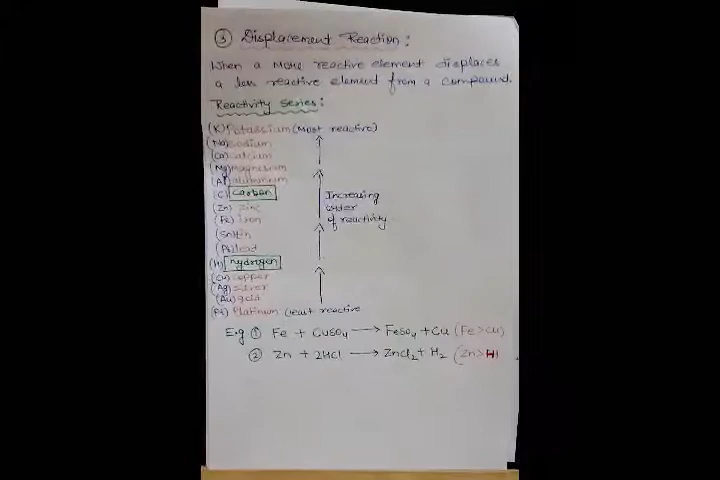 ③ Displacement Reaction:
When a more reactive element displaces
a less reactive element from a compound.
Reactivity series:
(K) Potassium (Most reactive)
(Na) Sodium
(Ca) Calcium
(Mg) magnesium
(Al) aluminium
(C) Carbon
(Zn) zinc
(Fe) iron
(Sn) tin
(Pb) lead
(H) hydrogen
(Cu) copper
(Ag) silver
(Au) gold
(Pt) Platinum (least reactive
Increasing
order
of reactivity
E.g ① Fe + CuSO₄ → FeSO₄ + Cu (Fe>Cu)
② Zn + 2HCl → ZnCl₂ + H₂ (Zn>H)